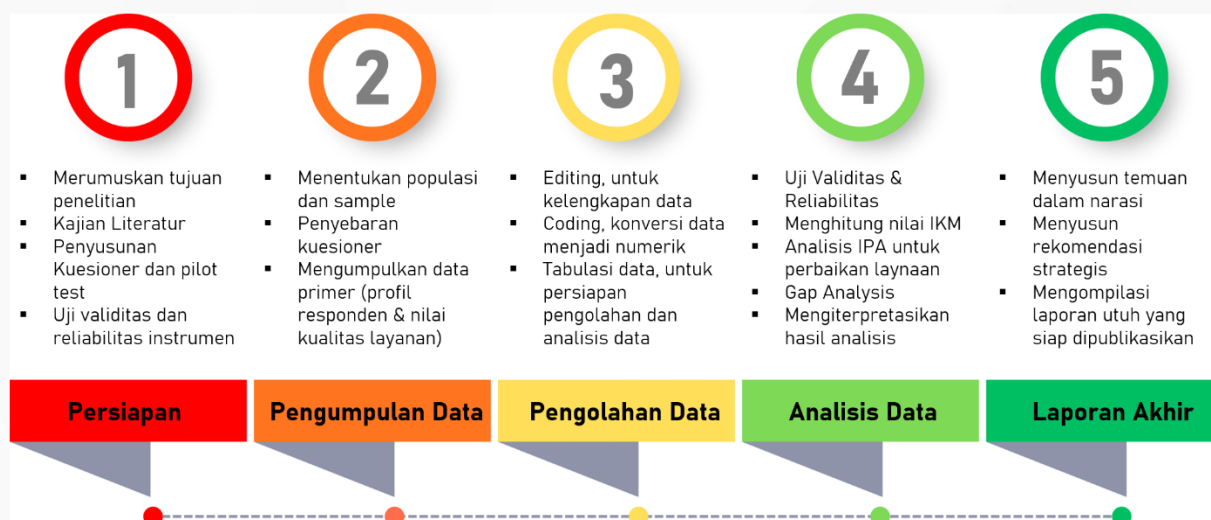 1
▪ Merumuskan tujuan
penelitian
▪ Kajian Literatur
▪ Penyusunan
Kuesioner dan pilot
test
▪ Uji validitas dan
reliabilitas instrumen
Persiapan
2
▪ Menentukan populasi
dan sample
▪ Penyebaran
kuesioner
▪ Mengumpulkan data
primer (profil
responden & nilai
kualitas layanan)
Pengumpulan Data
3
▪ Editing, untuk
kelengkapan data
▪ Coding, konversi data
menjadi numerik
▪ Tabulasi data, untuk
persiapan
pengolahan dan
analisis data
Pengolahan Data
4
▪ Uji Validitas &
Reliabilitas
▪ Menghitung nilai IKM
▪ Analisis IPA untuk
perbaikan laynaan
▪ Gap Analysis
▪ Mengiterpretasikan
hasil analisis
Analisis Data
5
▪ Menyusun temuan
dalam narasi
▪ Menyusun
rekomendasi
strategis
▪ Mengompilasi
laporan utuh yang
siap dipublikasikan
Laporan Akhir